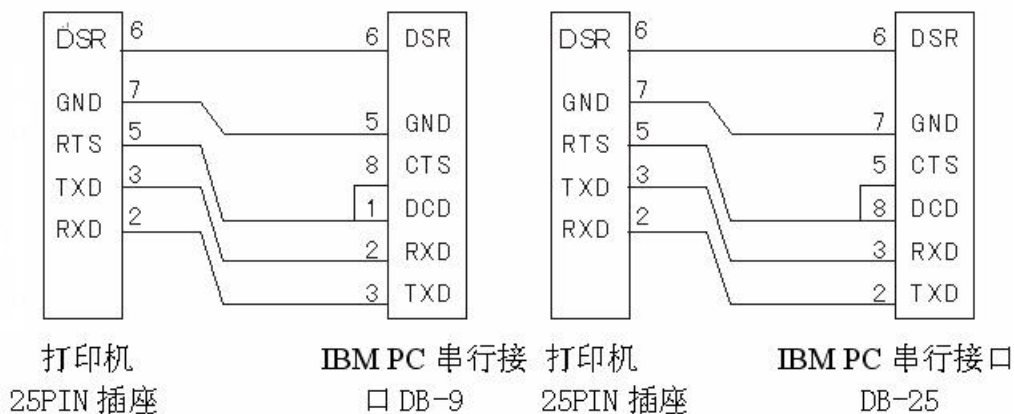 DSR 6 6 DSR DSR 6 6 DSR
GND 7 5 GND GND 7 7 GND
RTS 5 8 CTS RTS 5 5 CTS
TXD 3 1 DCD TXD 3 8 DCD
RXD 2 2 RXD RXD 2 3 RXD
3 TXD 2 TXD
打印机 IBM PC 串行接 打印机 IBM PC 串行接口
25PIN 插座 口 DB-9 25PIN 插座 DB-25